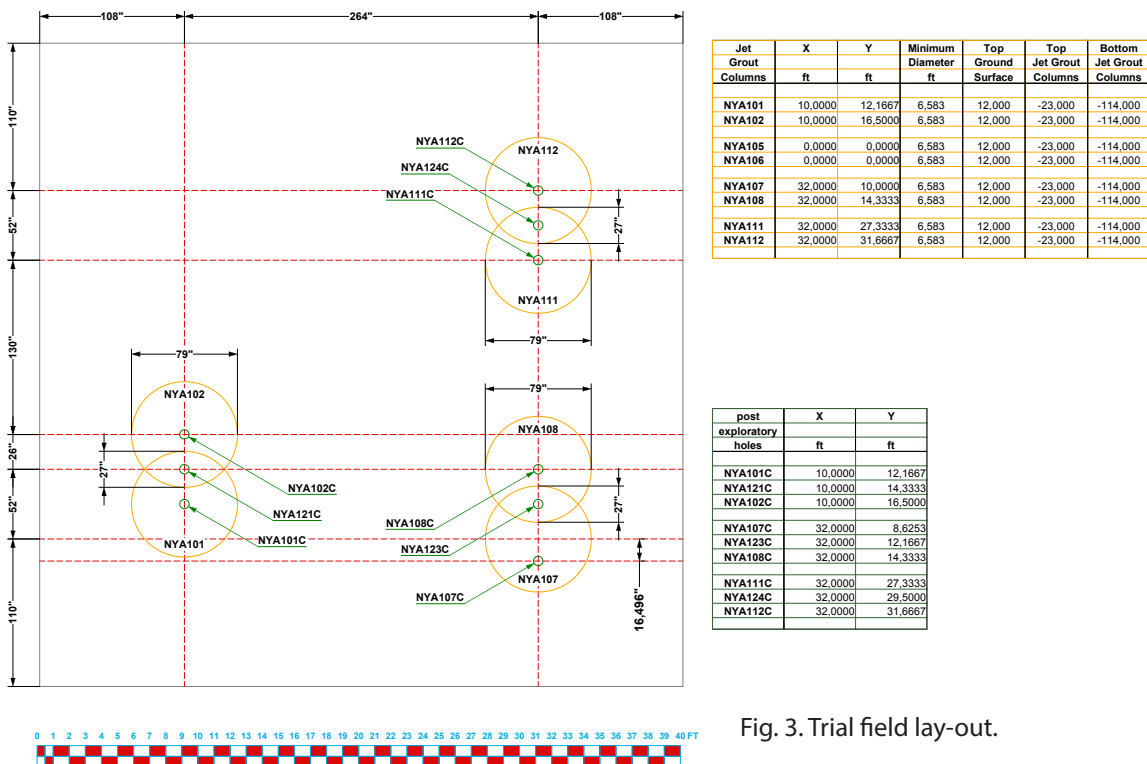 108" 264" 108"
110"
52"
130"
26"
52"
110"
NYA112C
NYA124C
NYA111C
NYA112
27"
NYA111
79"
79"
NYA102
27"
NYA101
NYA102C
NYA121C
NYA101C
79"
NYA108
27"
NYA107
NYA108C
NYA123C
NYA107C
16,496"
0 1 2 3 4 5 6 7 8 9 10 11 12 13 14 15 16 17 18 19 20 21 22 23 24 25 26 27 28 29 30 31 32 33 34 35 36 37 38 39 40 FT
Jet X Y Minimum Top Top Bottom
Grout Diameter Ground Jet Grout Jet Grout
Columns ft ft ft Surface Columns Columns
NYA101 10,0000 12,1667 6,583 12,000 -23,000 -114,000
NYA102 10,0000 16,5000 6,583 12,000 -23,000 -114,000
NYA105 0,0000 0,0000 6,583 12,000 -23,000 -114,000
NYA106 0,0000 0,0000 6,583 12,000 -23,000 -114,000
NYA107 32,0000 10,0000 6,583 12,000 -23,000 -114,000
NYA108 32,0000 14,3333 6,583 12,000 -23,000 -114,000
NYA111 32,0000 27,3333 6,583 12,000 -23,000 -114,000
NYA112 32,0000 31,6667 6,583 12,000 -23,000 -114,000
post X Y
exploratory
holes ft ft
NYA101C 10,0000 12,1667
NYA121C 10,0000 14,3333
NYA102C 10,0000 16,5000
NYA107C 32,0000 8,6253
NYA123C 32,0000 12,1667
NYA108C 32,0000 14,3333
NYA111C 32,0000 27,3333
NYA124C 32,0000 29,5000
NYA112C 32,0000 31,6667
Fig. 3. Trial field lay-out.